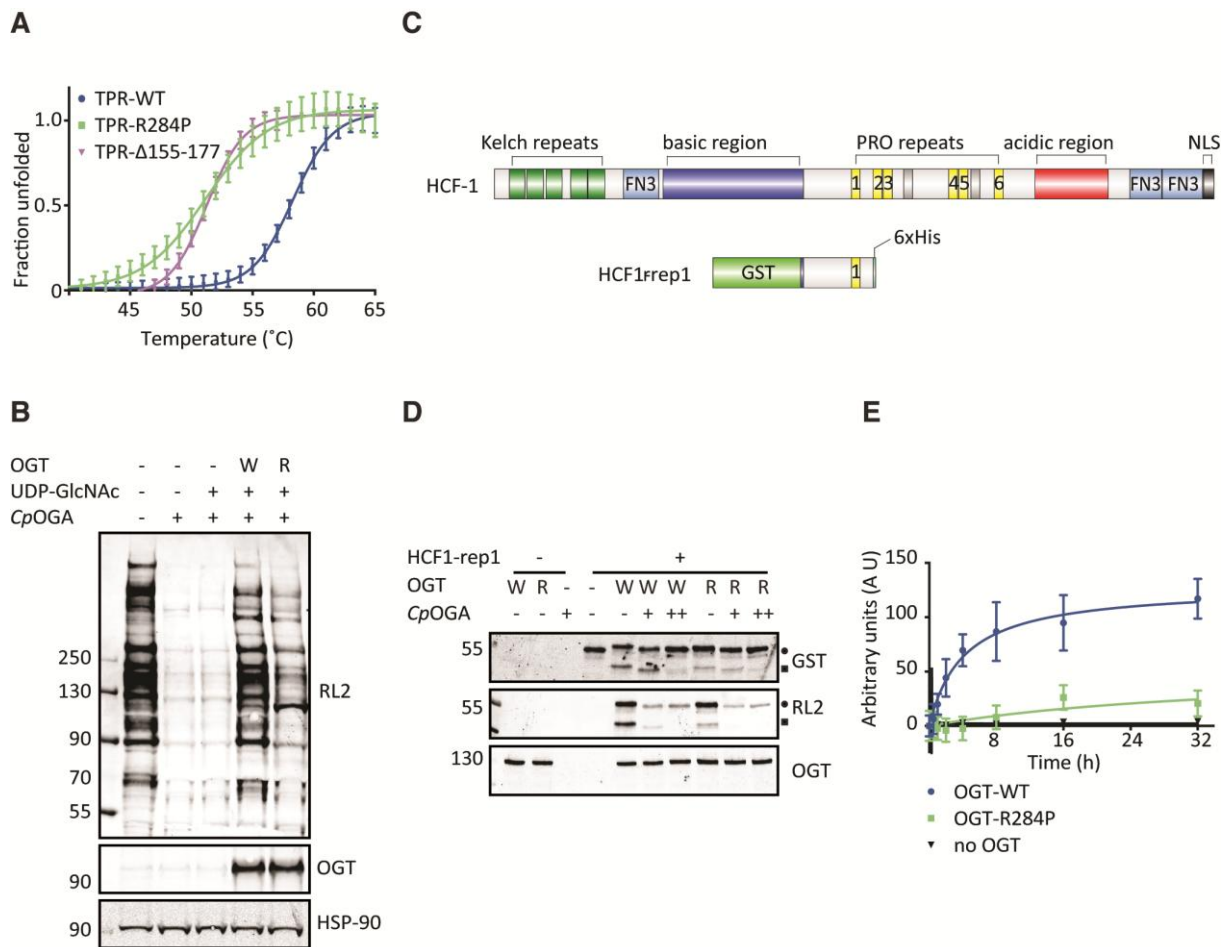 A
TPR-WT
TPR-R284P
TPR-Δ155-177
Fraction unfolded
1.0
0.5
0
45 50 55 60 65
Temperature (˚C)
C
Kelch repeats basic region PRO repeats acidic region NLS
HCF-1 FN3 1 23 45 6 FN3 FN3
6xHis
HCF1-rep1 GST 1
B
OGT - - - W R
UDP-GlcNAc - - + + +
CpOGA - + + + +
250
130
90
70
55
RL2
90 OGT
90 HSP-90
D
HCF1-rep1 - +
OGT W R - - W W W R R R
CpOGA - - + - - + ++ - + ++
55 GST
55 RL2
130 OGT
E
Arbitrary units (A U)
150
100
50
0
8 16 24 32
Time (h)
OGT-WT
OGT-R284P
no OGT